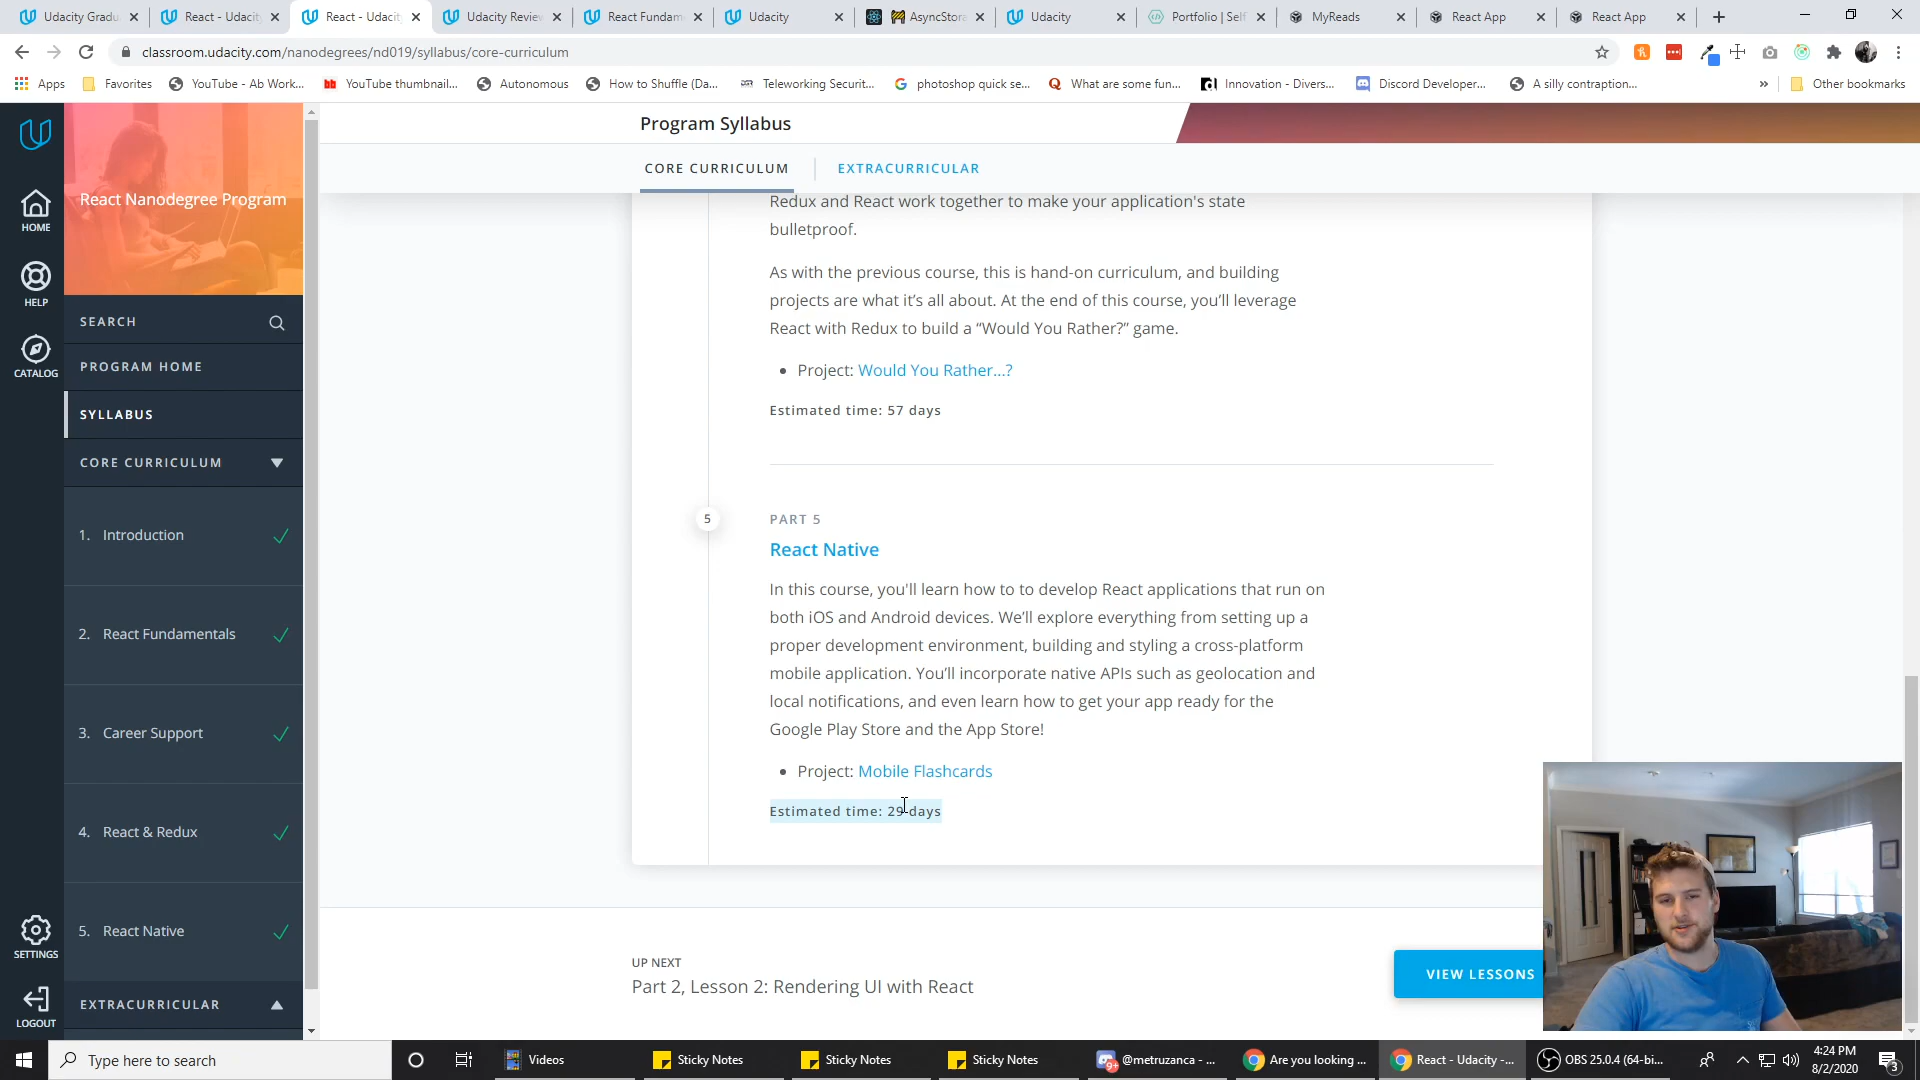 Udacity Gradu
React - Udacity
React - Udacity
Udacity Review
React Fundam
Udacity
AsyncStora
Udacity
Portfolio | Self
MyReads
React App
React App
classroom.udacity.com/nanodegrees/nd019/syllabus/core-curriculum
Apps
Favorites
YouTube - Ab Work...
YouTube thumbnail...
Autonomous
How to Shuffle (Da...
Teleworking Securit...
photoshop quick se...
What are some fun...
Innovation - Divers...
Discord Developer...
A silly contraption...
»
Other bookmarks
HOME
HELP
CATALOG
SETTINGS
LOGOUT
React Nanodegree Program
SEARCH
PROGRAM HOME
SYLLABUS
CORE CURRICULUM
1. Introduction
2. React Fundamentals
3. Career Support
4. React & Redux
5. React Native
EXTRACURRICULAR
Program Syllabus
CORE CURRICULUM
EXTRACURRICULAR
Redux and React work together to make your application's state
bulletproof.
As with the previous course, this is hand-on curriculum, and building
projects are what it's all about. At the end of this course, you'll leverage
React with Redux to build a “Would You Rather?” game.
• Project: Would You Rather...?
Estimated time: 57 days
5
PART 5
React Native
In this course, you'll learn how to to develop React applications that run on
both iOS and Android devices. We'll explore everything from setting up a
proper development environment, building and styling a cross-platform
mobile application. You'll incorporate native APIs such as geolocation and
local notifications, and even learn how to get your app ready for the
Google Play Store and the App Store!
• Project: Mobile Flashcards
Estimated time: 29 days
UP NEXT
Part 2, Lesson 2: Rendering UI with React
VIEW LESSONS
Type here to search
Videos
Sticky Notes
Sticky Notes
Sticky Notes
9+
@metruzanca - ...
Are you looking ...
React - Udacity -...
OBS 25.0.4 (64-bi...
4:24 PM
8/2/2020
3